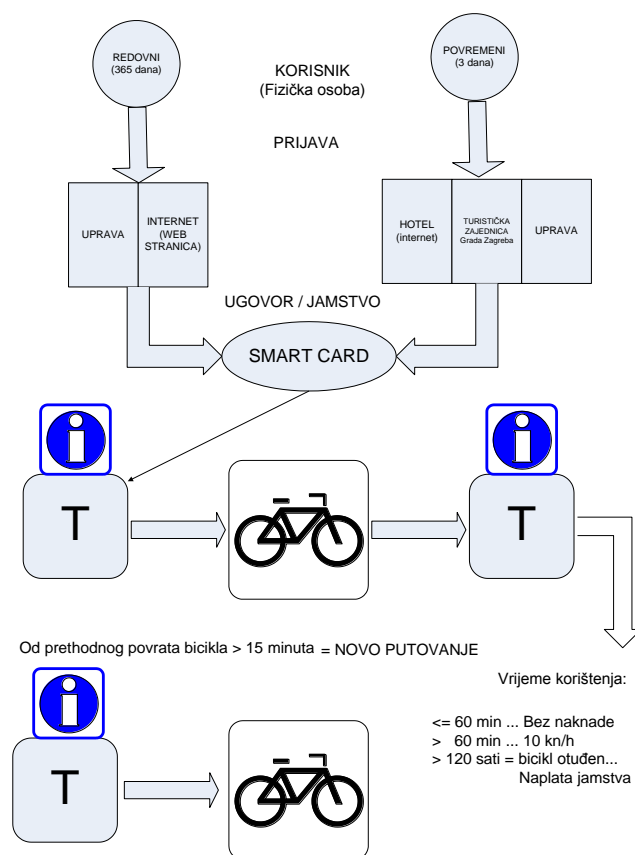 REDOVNI
(365 dana)
KORISNIK
(Fizička osoba)
POVREMENI
(3 dana)
PRIJAVA
UPRAVA
INTERNET
(WEB
STRANICA)
HOTEL
(internet)
TURISTIČKA
ZAJEDNICA
Grada Zagreba
UPRAVA
UGOVOR / JAMSTVO
SMART CARD
i
T
i
T
Od prethodnog povrata bicikla > 15 minuta = NOVO PUTOVANJE
Vrijeme korištenja:
<= 60 min ... Bez naknade
> 60 min ... 10 kn/h
> 120 sati = bicikl otuđen...
Naplata jamstva
i
T